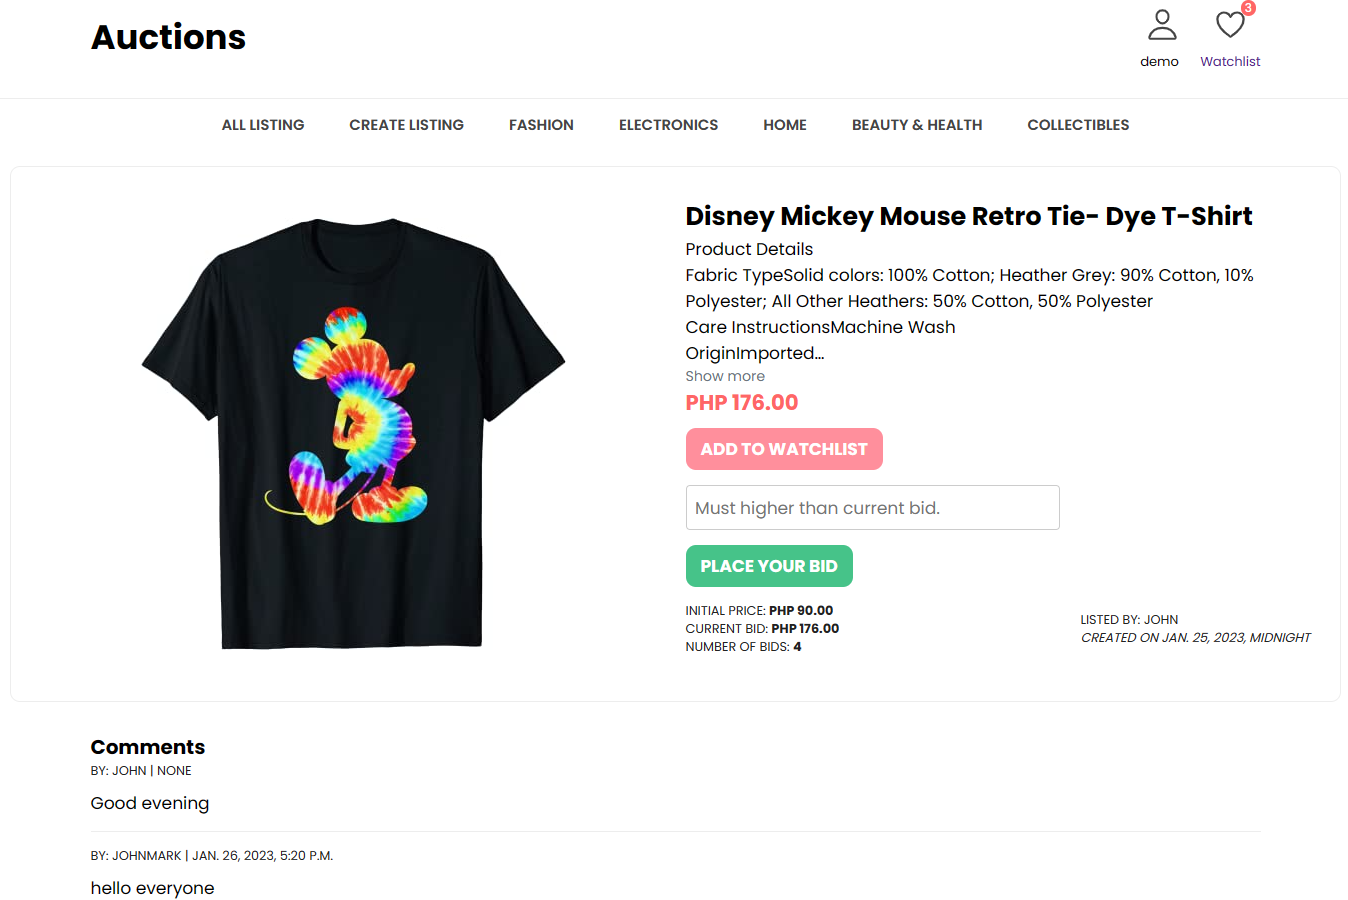 Auctions
3
demo
Watchlist
ALL LISTING
CREATE LISTING
FASHION
ELECTRONICS
HOME
BEAUTY & HEALTH
COLLECTIBLES
Disney Mickey Mouse Retro Tie- Dye T-Shirt
Product Details
Fabric TypeSolid colors: 100% Cotton; Heather Grey: 90% Cotton, 10%
Polyester; All Other Heathers: 50% Cotton, 50% Polyester
Care InstructionsMachine Wash
OriginImported...
Show more
PHP 176.00
ADD TO WATCHLIST
Must higher than current bid.
PLACE YOUR BID
INITIAL PRICE: PHP 90.00
CURRENT BID: PHP 176.00
NUMBER OF BIDS: 4
LISTED BY: JOHN
CREATED ON JAN. 25, 2023, MIDNIGHT
Comments
BY: JOHN | NONE
Good evening
BY: JOHNMARK | JAN. 26, 2023, 5:20 P.M.
hello everyone